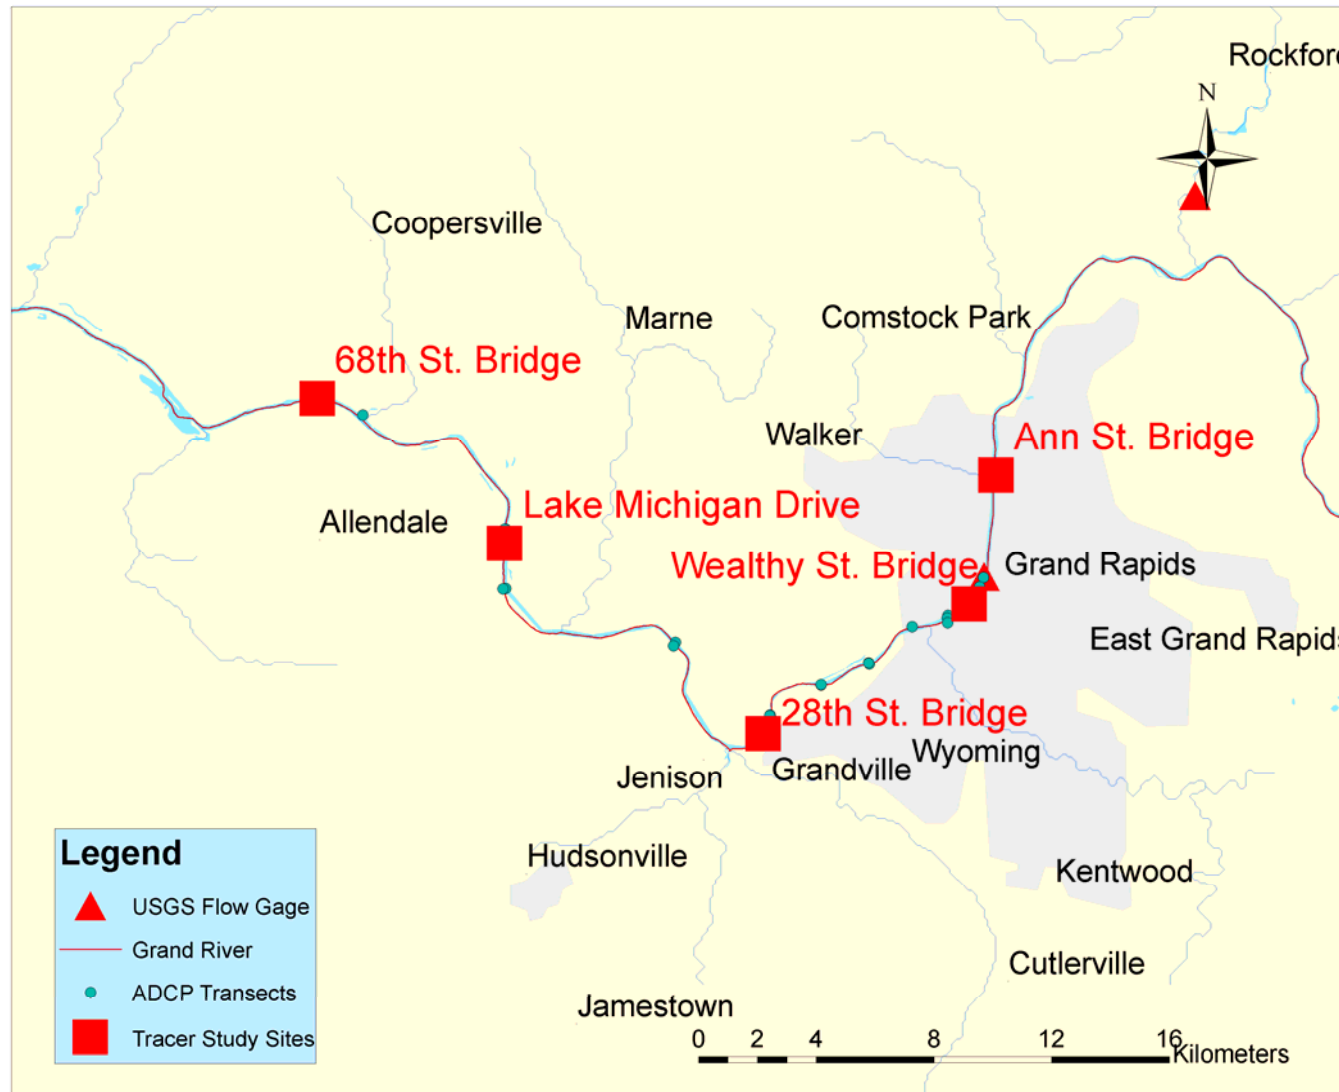 Rockford
N
Coopersville
Marne
Comstock Park
68th St. Bridge
Walker
Ann St. Bridge
Lake Michigan Drive
Allendale
Wealthy St. Bridge
Grand Rapids
East Grand Rapids
28th St. Bridge
Wyoming
Jenison
Grandville
Hudsonville
Kentwood
Cutlerville
Jamestown
Legend
USGS Flow Gage
Grand River
ADCP Transects
Tracer Study Sites
0 2 4 8 12 16
Kilometers